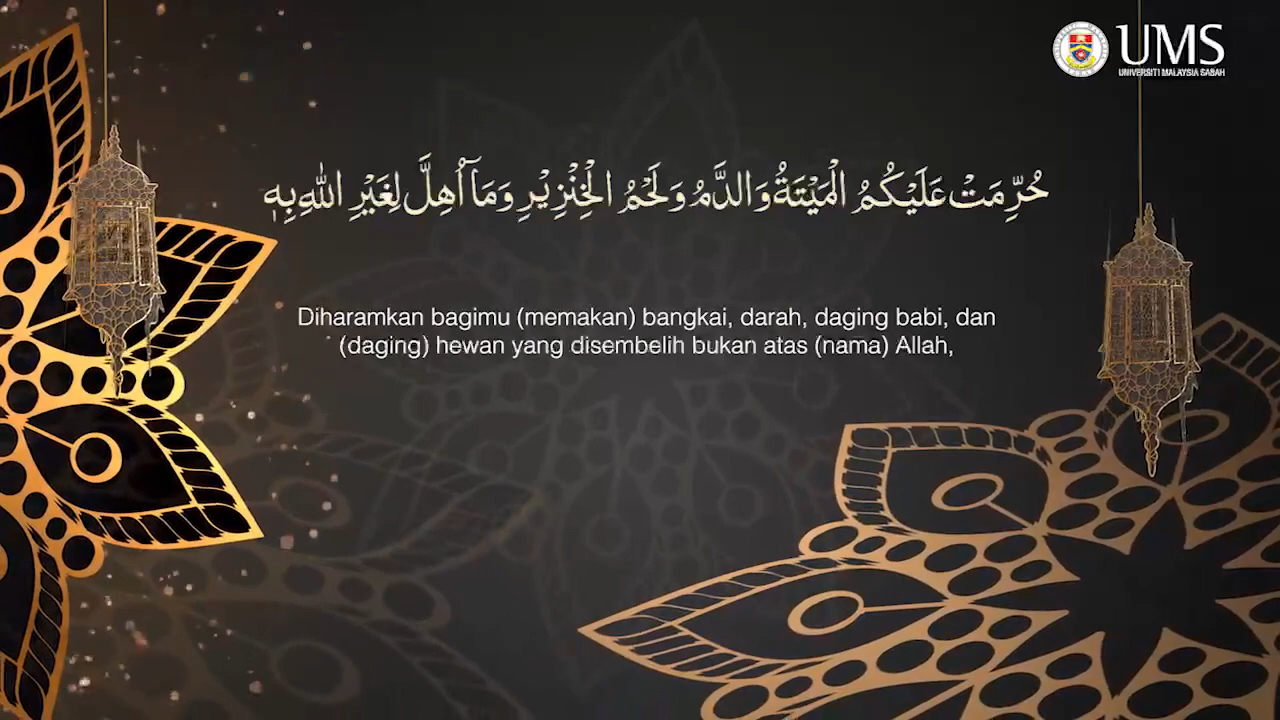 UMS
UNIVERSITI MALAYSIA SABAH
حُرِّمَتْ عَلَيْكُمُ الْمَيْتَةُ وَالدَّمُ وَلَحْمُ الْخِنْزِيْرِ وَمَآ اُهِلَّ لِغَيْرِ اللّٰهِ بِهٖ
Diharamkan bagimu (memakan) bangkai, darah, daging babi, dan
(daging) hewan yang disembelih bukan atas (nama) Allah,